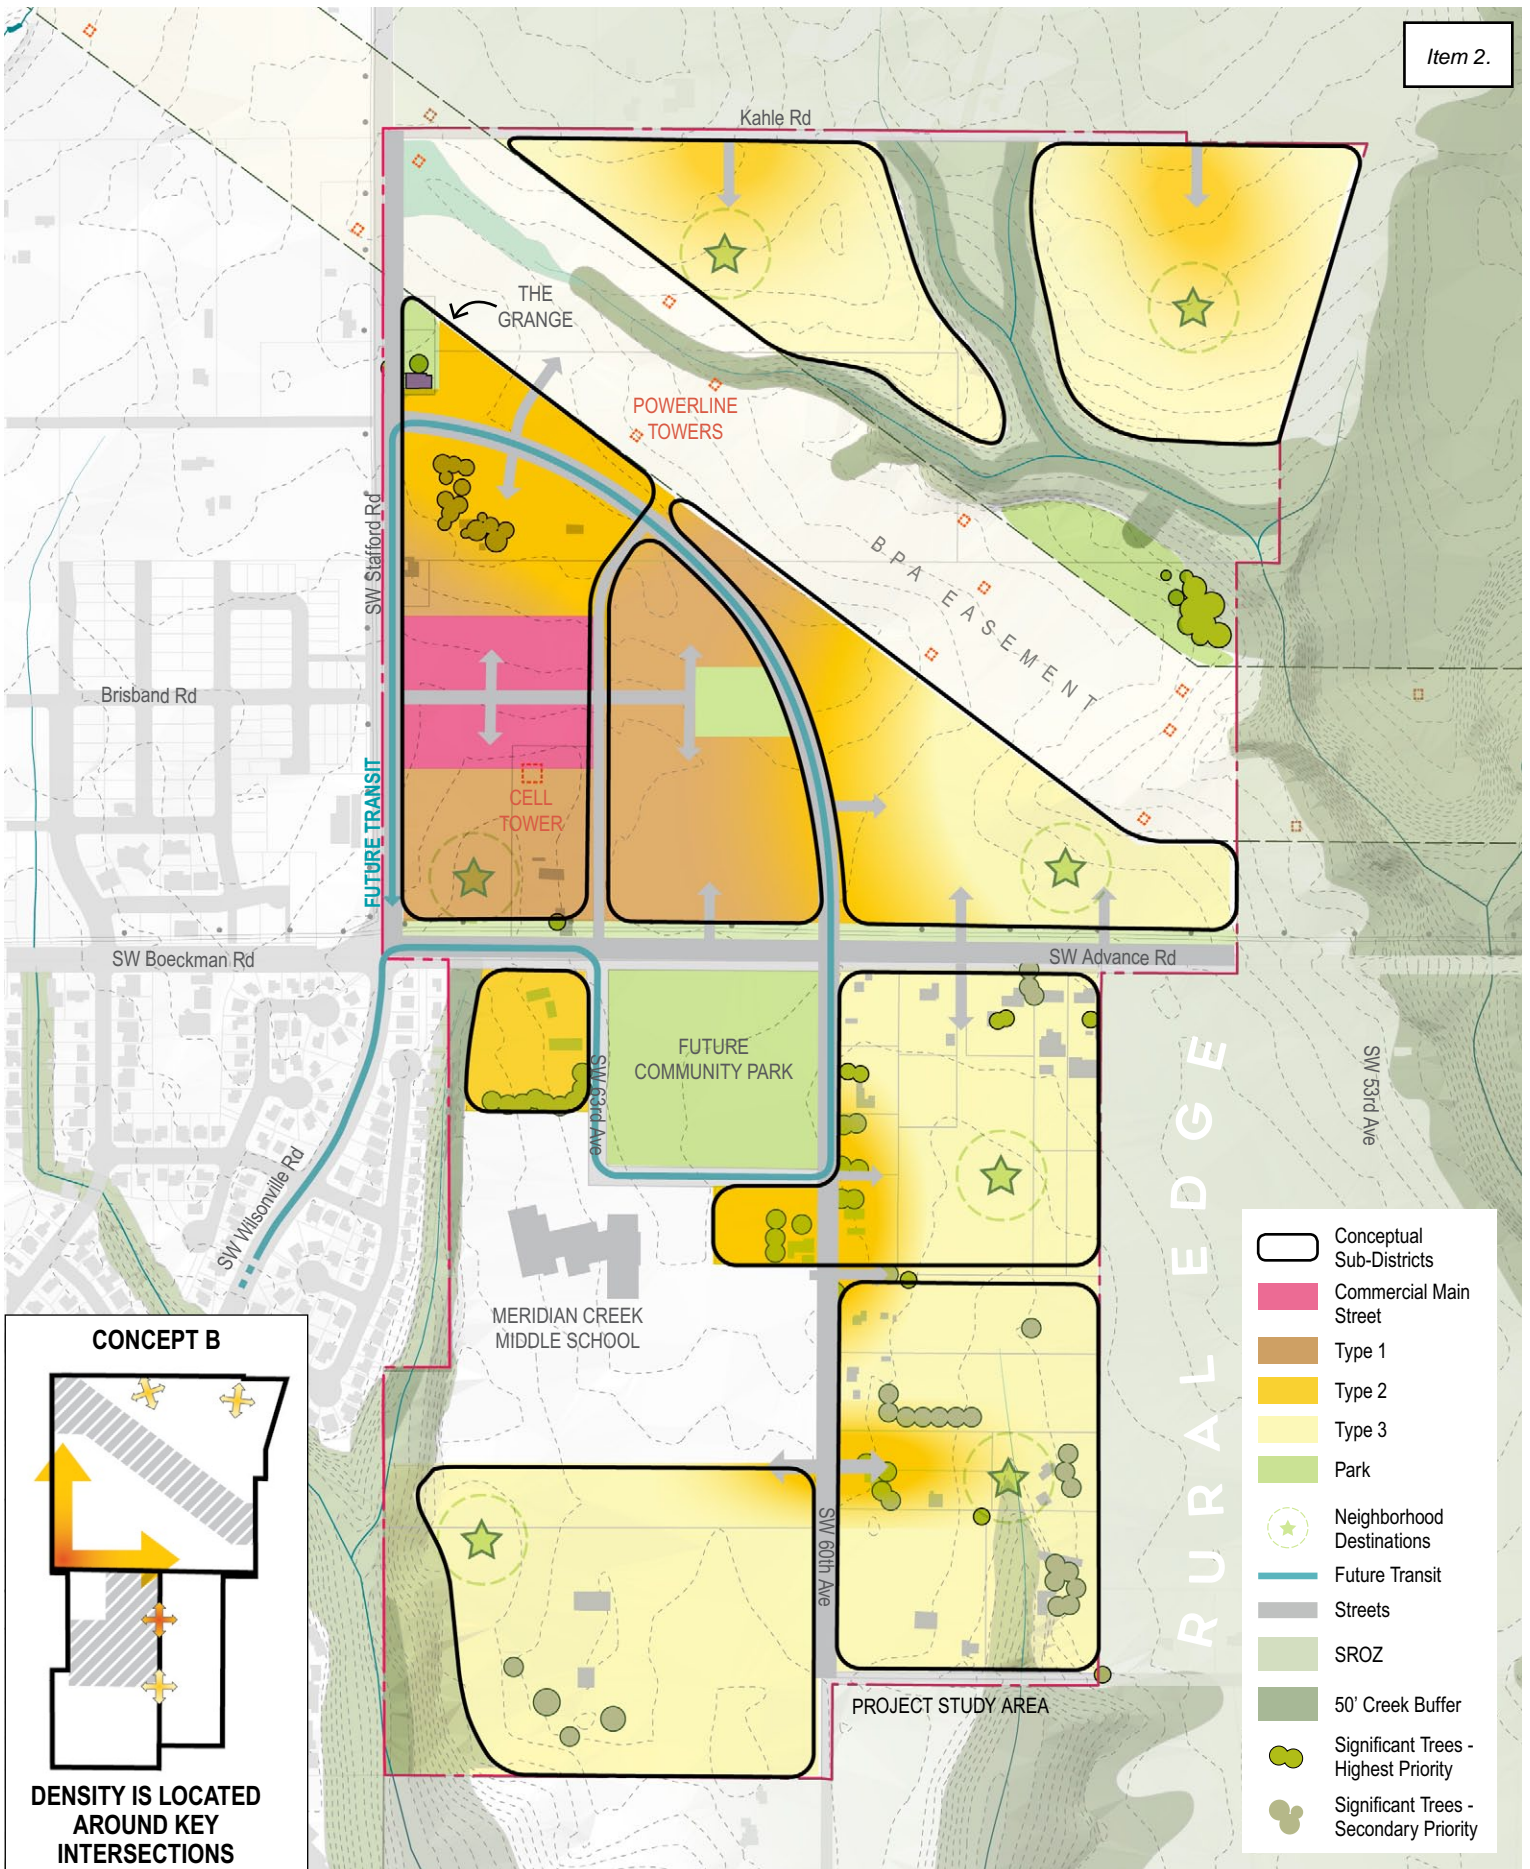 Item 2.
Kahle Rd
THE
GRANGE
POWERLINE
TOWERS
SW Stafford Rd
BPA EASEMENT
Brisband Rd
FUTURE TRANSIT
CELL
TOWER
SW Boeckman Rd
SW Advance Rd
FUTURE
COMMUNITY PARK
SW 63rd Ave
SW 53rd Ave
RURAL EDGE
SW Wilsonville Rd
MERIDIAN CREEK
MIDDLE SCHOOL
SW 60th Ave
PROJECT STUDY AREA
CONCEPT B
DENSITY IS LOCATED
AROUND KEY
INTERSECTIONS
Conceptual
Sub-Districts
Commercial Main
Street
Type 1
Type 2
Type 3
Park
Neighborhood
Destinations
Future Transit
Streets
SROZ
50' Creek Buffer
Significant Trees -
Highest Priority
Significant Trees -
Secondary Priority